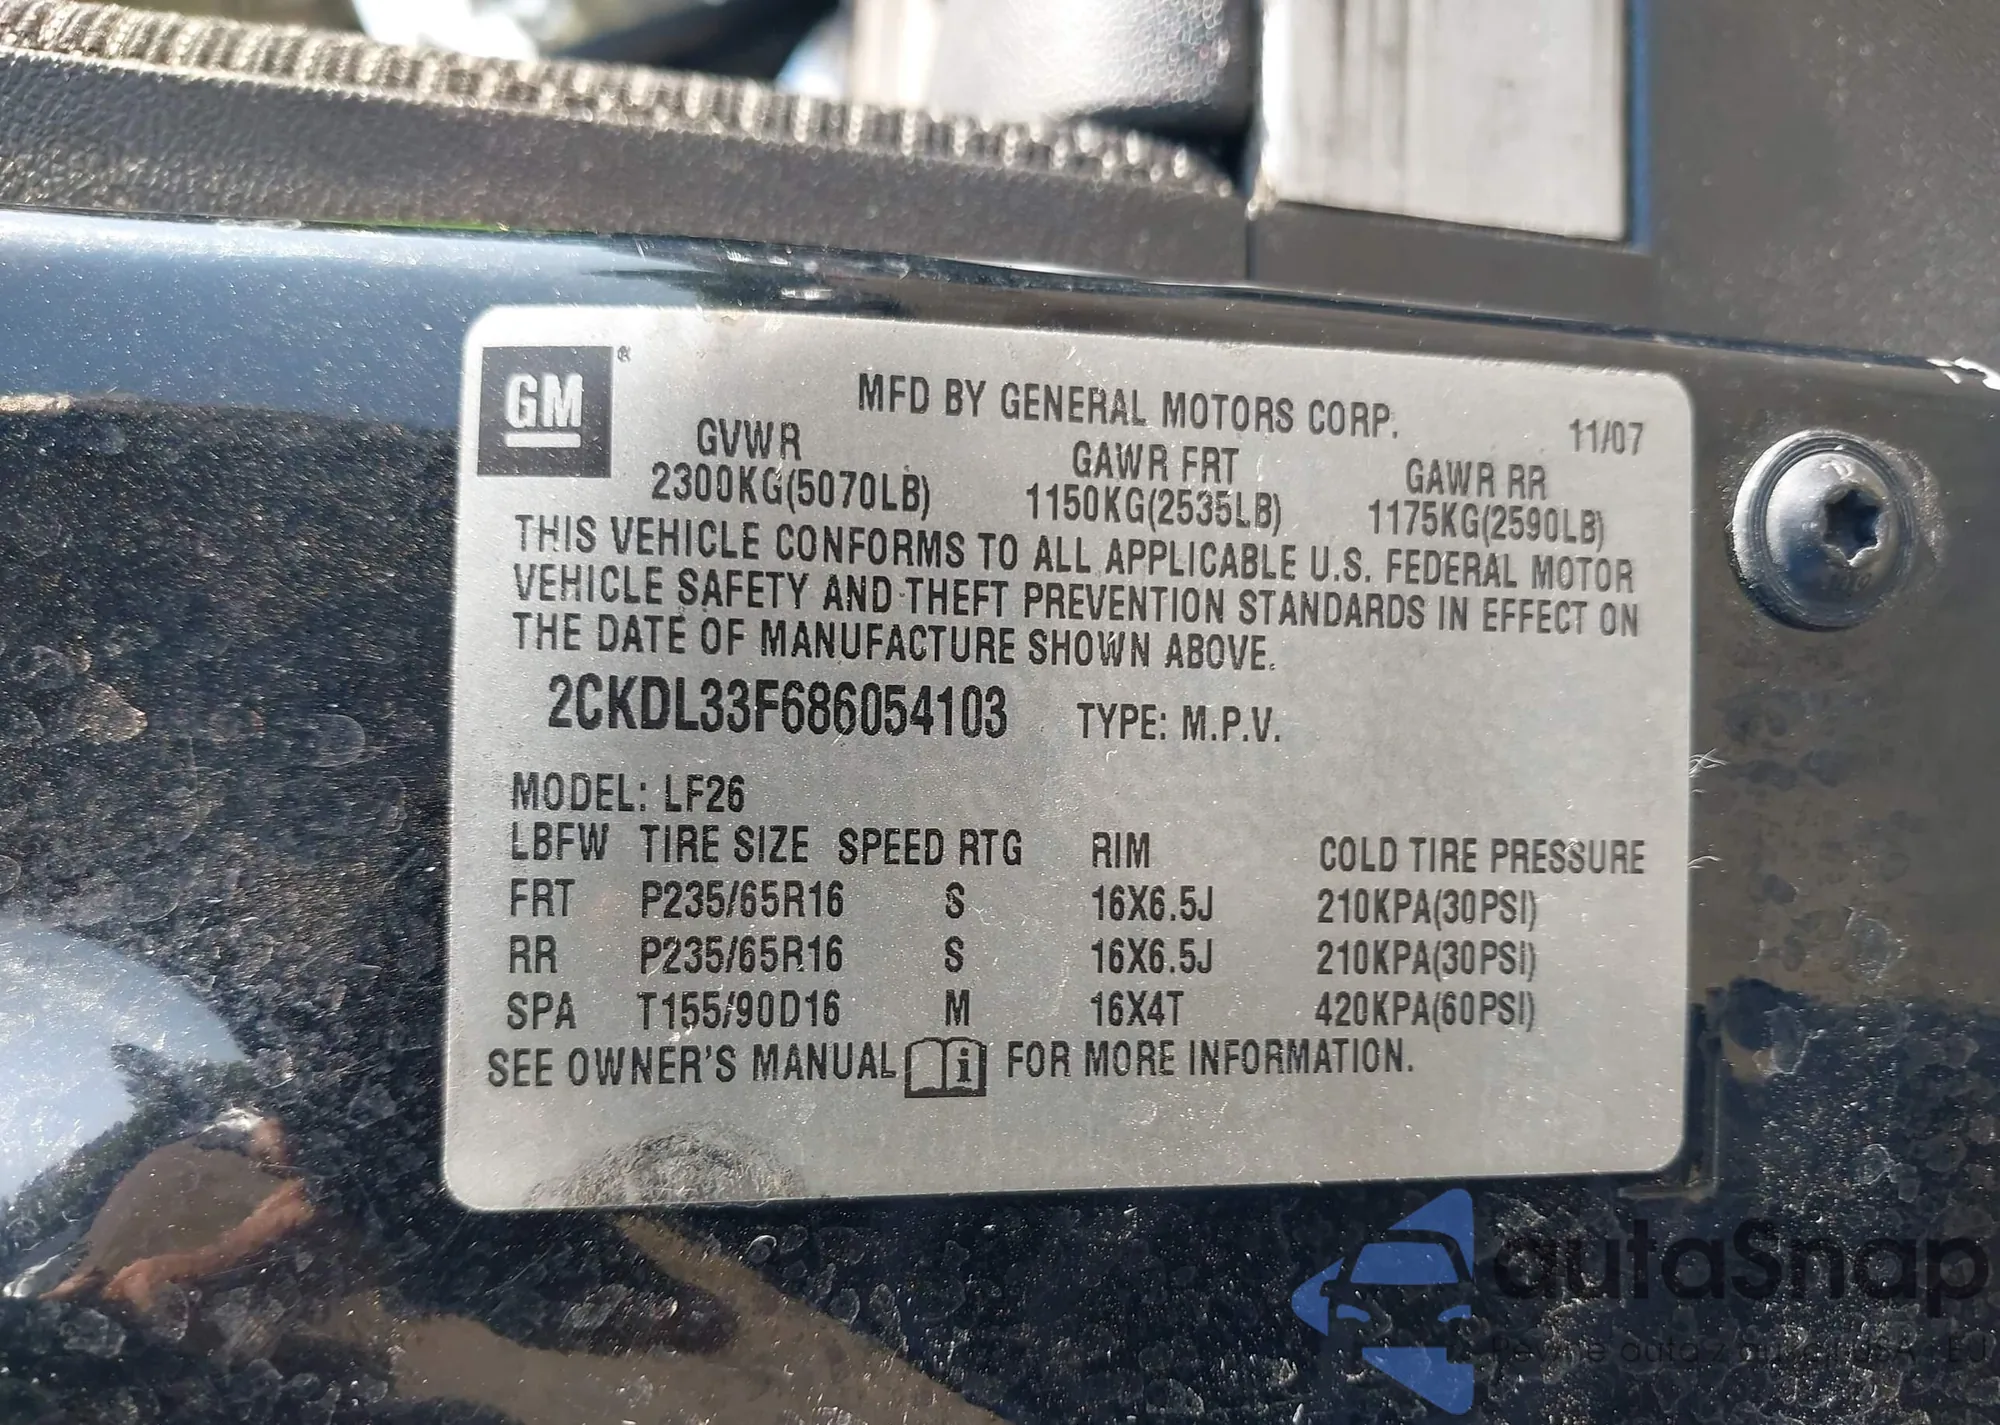 GM ®
MFD BY GENERAL MOTORS CORP. 11/07
GVWR GAWR FRT GAWR RR
2300KG(5070LB) 1150KG(2535LB) 1175KG(2590LB)
THIS VEHICLE CONFORMS TO ALL APPLICABLE U.S. FEDERAL MOTOR
VEHICLE SAFETY AND THEFT PREVENTION STANDARDS IN EFFECT ON
THE DATE OF MANUFACTURE SHOWN ABOVE.
2CKDL33F686054103 TYPE: M.P.V.
MODEL: LF26
LBFW TIRE SIZE SPEED RTG RIM COLD TIRE PRESSURE
FRT P235/65R16 S 16X6.5J 210KPA(30PSI)
RR P235/65R16 S 16X6.5J 210KPA(30PSI)
SPA T155/90D16 M 16X4T 420KPA(60PSI)
SEE OWNER'S MANUAL i FOR MORE INFORMATION.
autaSnap
Pewne auta z